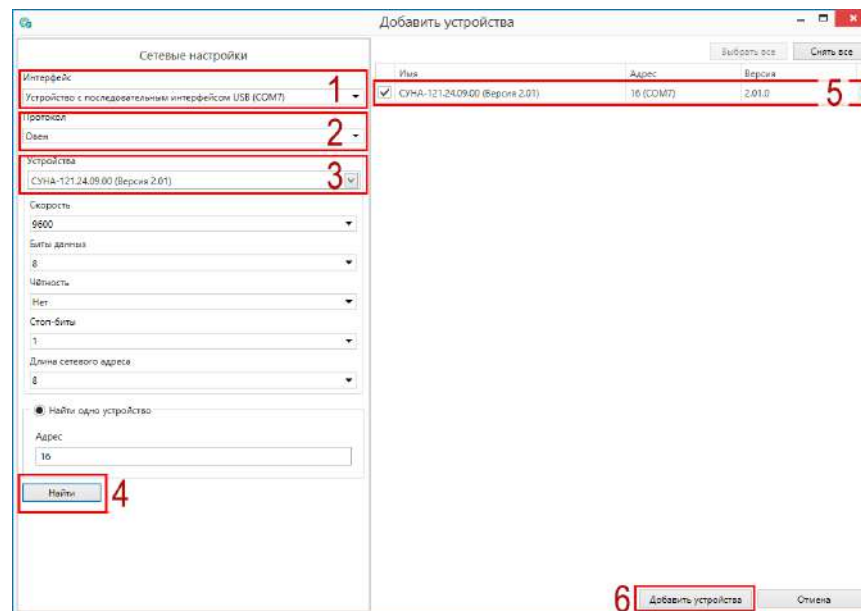 Добавить устройства
Сетевые настройки
Интерфейс
Устройство с последовательным интерфейсом USB (COM7)
1
Протокол
Овен
2
Устройства
СУНА-121.24.09.00 (Версия 2.01)
3
Скорость
9600
Биты данных
8
Чётность
Нет
Стоп-биты
1
Длина сетевого адреса
8
Найти одно устройство
Адрес
16
Найти
4
Выбрать все
Снять все
Имя
Адрес
Версия
СУНА-121.24.09.00 (Версия 2.01)
16 (COM7)
2.01.0
5
6
Добавить устройства
Отмена